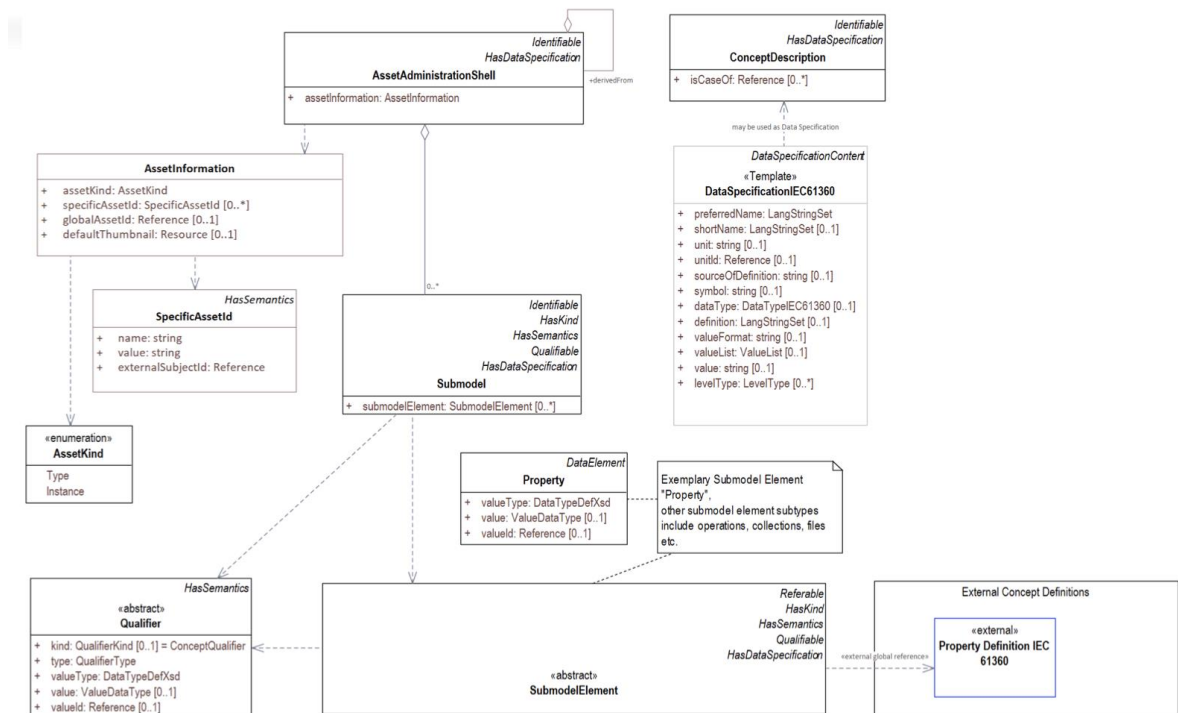 Identifiable
HasDataSpecification
AssetAdministrationShell
+ assetInformation: AssetInformation
+derivedFrom
Identifiable
HasDataSpecification
ConceptDescription
+ isCaseOf: Reference [0..*]
may be used as Data Specification
DataSpecificationContent
«Template»
DataSpecificationIEC61360
+ preferredName: LangStringSet
+ shortName: LangStringSet [0..1]
+ unit: string [0..1]
+ unitId: Reference [0..1]
+ sourceOfDefinition: string [0..1]
+ symbol: string [0..1]
+ dataType: DataTypeIEC61360 [0..1]
+ definition: LangStringSet [0..1]
+ valueFormat: string [0..1]
+ valueList: ValueList [0..1]
+ value: string [0..1]
+ levelType: LevelType [0..*]
AssetInformation
+ assetKind: AssetKind
+ specificAssetId: SpecificAssetId [0..*]
+ globalAssetId: Reference [0..1]
+ defaultThumbnail: Resource [0..1]
HasSemantics
SpecificAssetId
+ name: string
+ value: string
+ externalSubjectId: Reference
0..*
Identifiable
HasKind
HasSemantics
Qualifiable
HasDataSpecification
Submodel
+ submodelElement: SubmodelElement [0..*]
«enumeration»
AssetKind
Type
Instance
DataElement
Property
+ valueType: DataTypeDefXsd
+ value: ValueDataType [0..1]
+ valueId: Reference [0..1]
Exemplary Submodel Element
"Property",
other submodel element subtypes
include operations, collections, files
etc.
HasSemantics
«abstract»
Qualifier
+ kind: QualifierKind [0..1] = ConceptQualifier
+ type: QualifierType
+ valueType: DataTypeDefXsd
+ value: ValueDataType [0..1]
+ valueId: Reference [0..1]
Referable
HasKind
HasSemantics
Qualifiable
HasDataSpecification
«abstract»
SubmodelElement
«external global reference»
External Concept Definitions
«external»
Property Definition IEC
61360